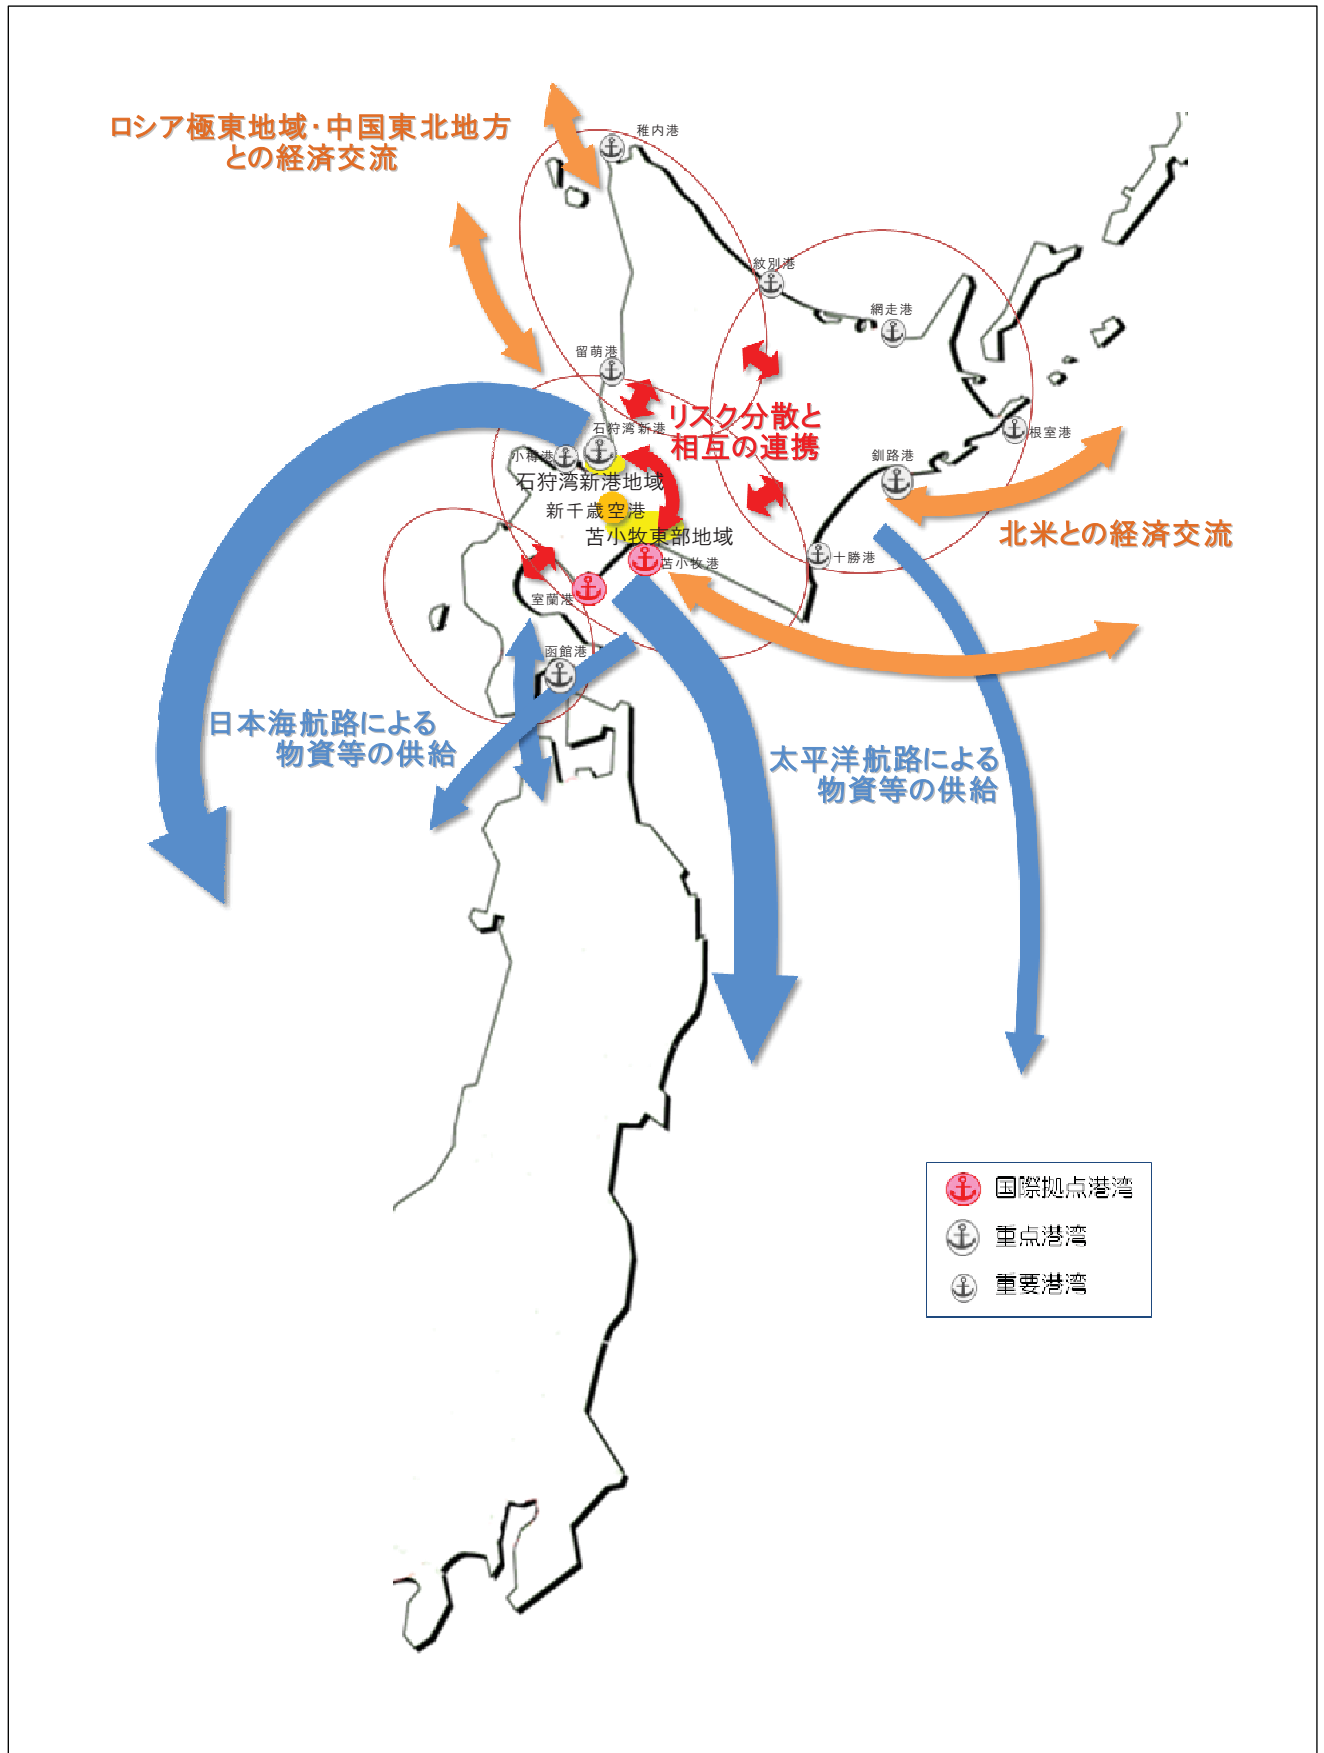 ロシア極東地域・中国東北地方
との経済交流
稚内港
紋別港
網走港
留萌港
石狩湾新港
小樽港
リスク分散と
相互の連携
根室港
釧路港
石狩湾新港地域
新千歳空港
苫小牧東部地域
北米との経済交流
十勝港
苫小牧港
室蘭港
函館港
日本海航路による
物資等の供給
太平洋航路による
物資等の供給
国際拠点港湾
重点港湾
重要港湾